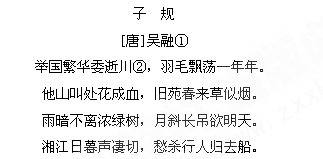 子 规
[唐]吴融①
举国繁华委逝川②，羽毛飘荡一年年。
他山叫处花成血，旧苑春来草似烟。
雨暗不离浓绿树，月斜长吊欲明天。
湘江日暮声凄切，愁杀行人归去船。